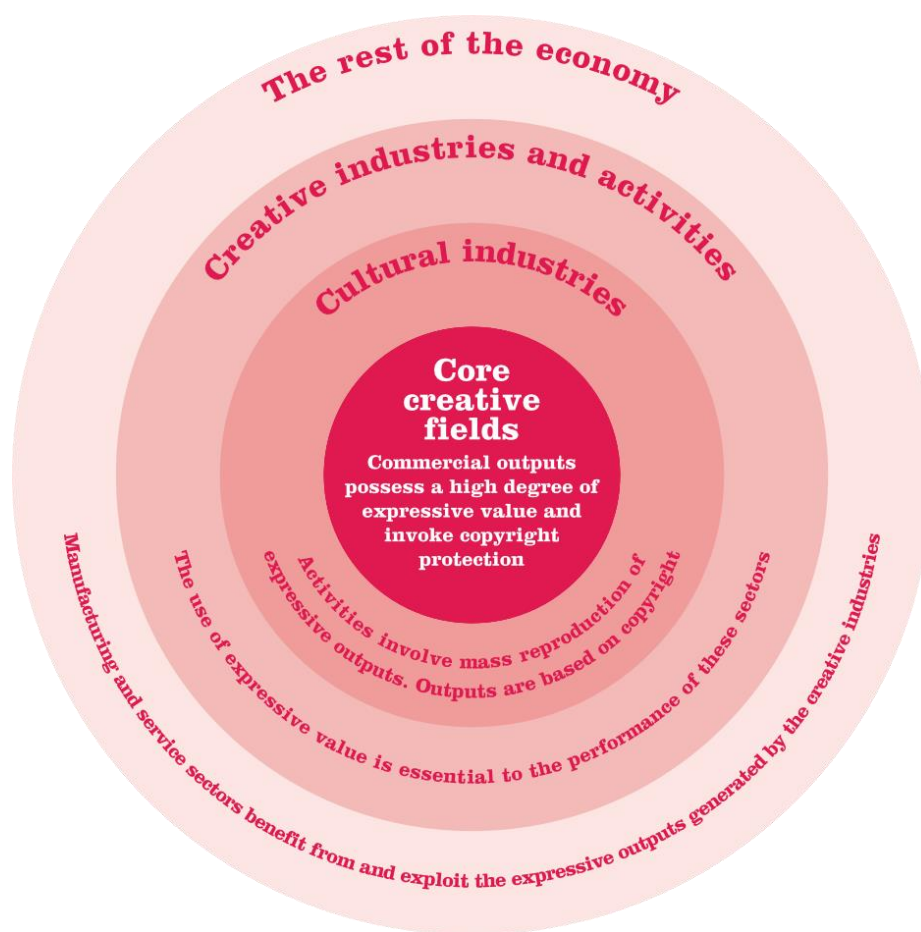 The rest of the economy
Creative industries and activities
Cultural industries
Core
creative
fields
Commercial outputs
possess a high degree of
expressive value and
invoke copyright
protection
Activities involve mass reproduction of
expressive outputs. Outputs are based on copyright
The use of expressive value is essential to the performance of these sectors
Manufacturing and service sectors benefit from and exploit the expressive outputs generated by the creative industries